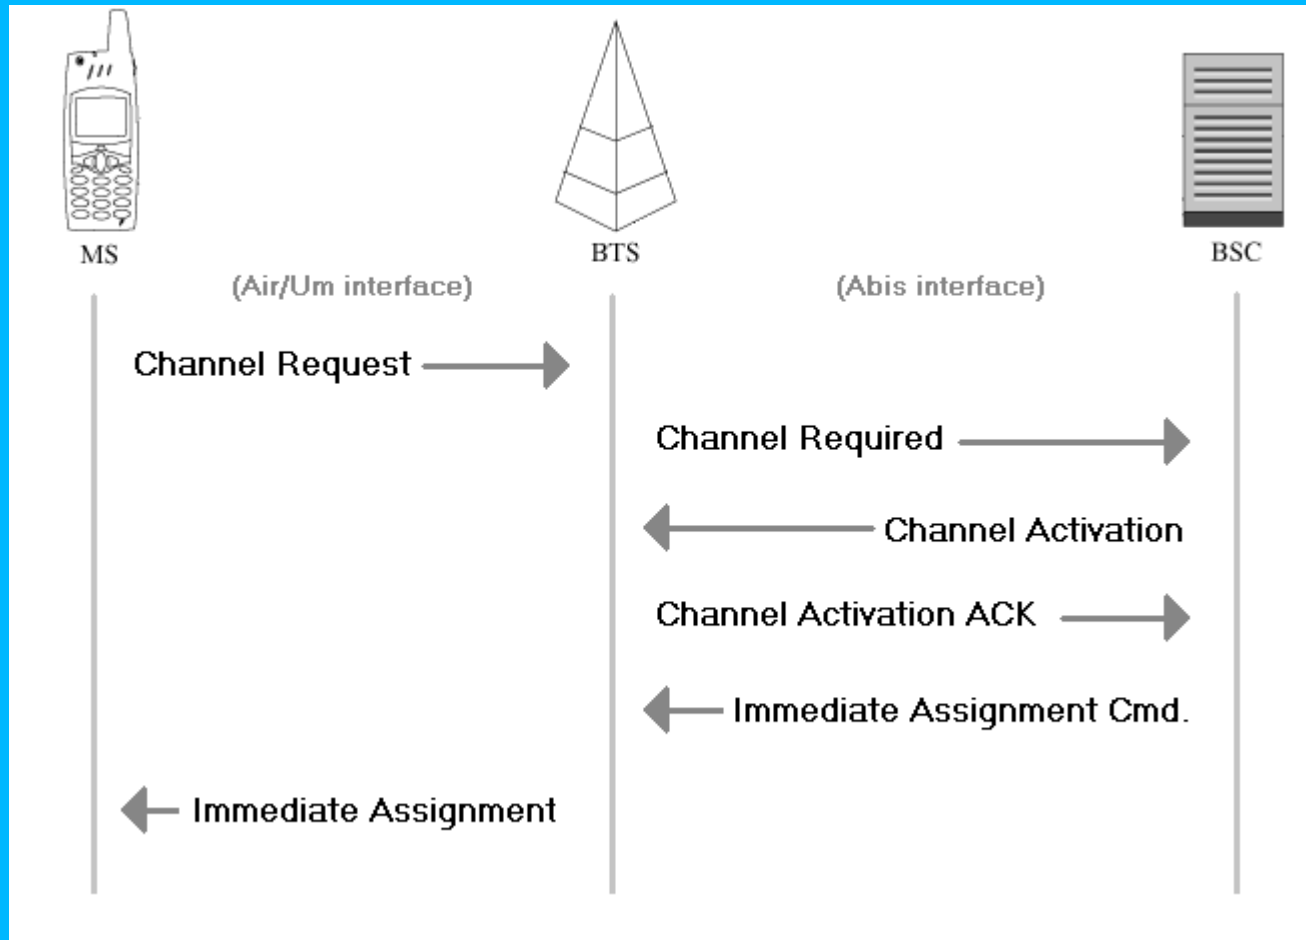 MS
BTS
BSC
(Air/Um interface)
(Abis interface)
Channel Request
Channel Required
Channel Activation
Channel Activation ACK
Immediate Assignment Cmd.
Immediate Assignment